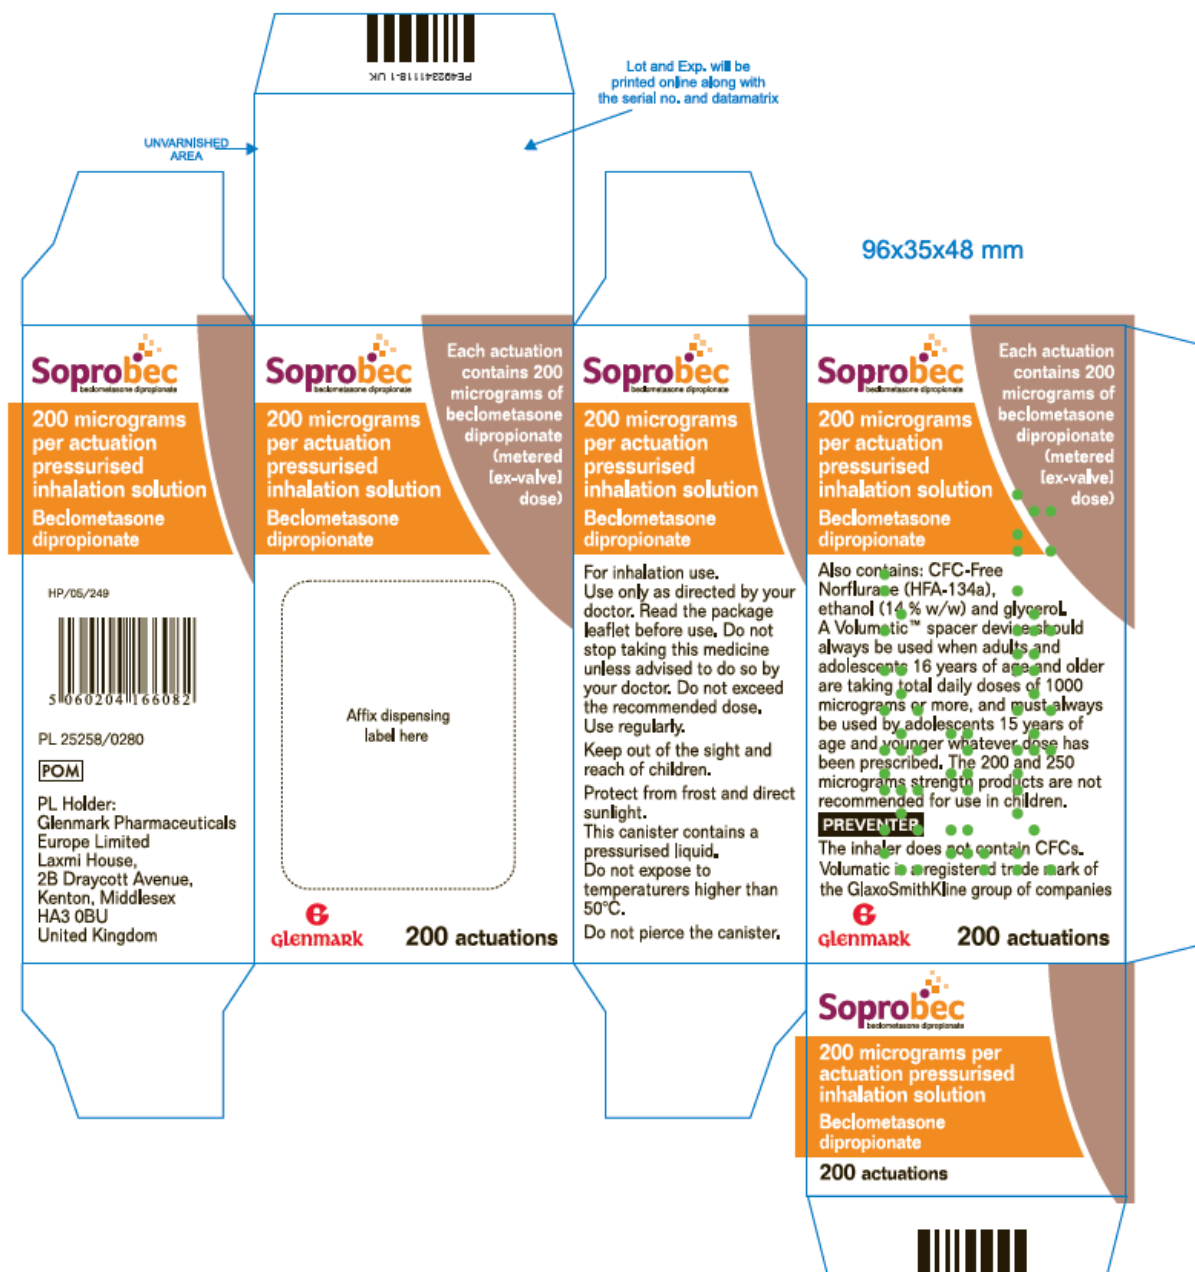 PE4923411118-1 UK
Lot and Exp. will be
printed online along with
the serial no. and datamatrix
UNVARNISHED
AREA
96x35x48 mm
Soprobec
beclometasone dipropionate
200 micrograms
per actuation
pressurised
inhalation solution
Beclometasone
dipropionate
HP/05/249
5 060204 166082
PL 25258/0280
POM
PL Holder:
Glenmark Pharmaceuticals
Europe Limited
Laxmi House,
2B Draycott Avenue,
Kenton, Middlesex
HA3 0BU
United Kingdom
Soprobec
beclometasone dipropionate
Each actuation
contains 200
micrograms of
beclometasone
dipropionate
(metered
[ex-valve]
dose)
200 micrograms
per actuation
pressurised
inhalation solution
Beclometasone
dipropionate
Affix dispensing
label here
Glenmark
200 actuations
Soprobec
beclometasone dipropionate
200 micrograms
per actuation
pressurised
inhalation solution
Beclometasone
dipropionate
For inhalation use.
Use only as directed by your
doctor. Read the package
leaflet before use. Do not
stop taking this medicine
unless advised to do so by
your doctor. Do not exceed
the recommended dose.
Use regularly.
Keep out of the sight and
reach of children.
Protect from frost and direct
sunlight.
This canister contains a
pressurised liquid.
Do not expose to
temperaturers higher than
50°C.
Do not pierce the canister.
Soprobec
beclometasone dipropionate
Each actuation
contains 200
micrograms of
beclometasone
dipropionate
(metered
[ex-valve]
dose)
200 micrograms
per actuation
pressurised
inhalation solution
Beclometasone
dipropionate
Also contains: CFC-Free
Norflurane (HFA-134a),
ethanol (14 % w/w) and glycerol.
A Volumatic™ spacer device should
always be used when adults and
adolescents 16 years of age and older
are taking total daily doses of 1000
micrograms or more, and must always
be used by adolescents 15 years of
age and younger whatever dose has
been prescribed. The 200 and 250
micrograms strength products are not
recommended for use in children.
PREVENTER
The inhaler does not contain CFCs.
Volumatic is a registered trade mark of
the GlaxoSmithKline group of companies
Glenmark
200 actuations
Soprobec
beclometasone dipropionate
200 micrograms per
actuation pressurised
inhalation solution
Beclometasone
dipropionate
200 actuations